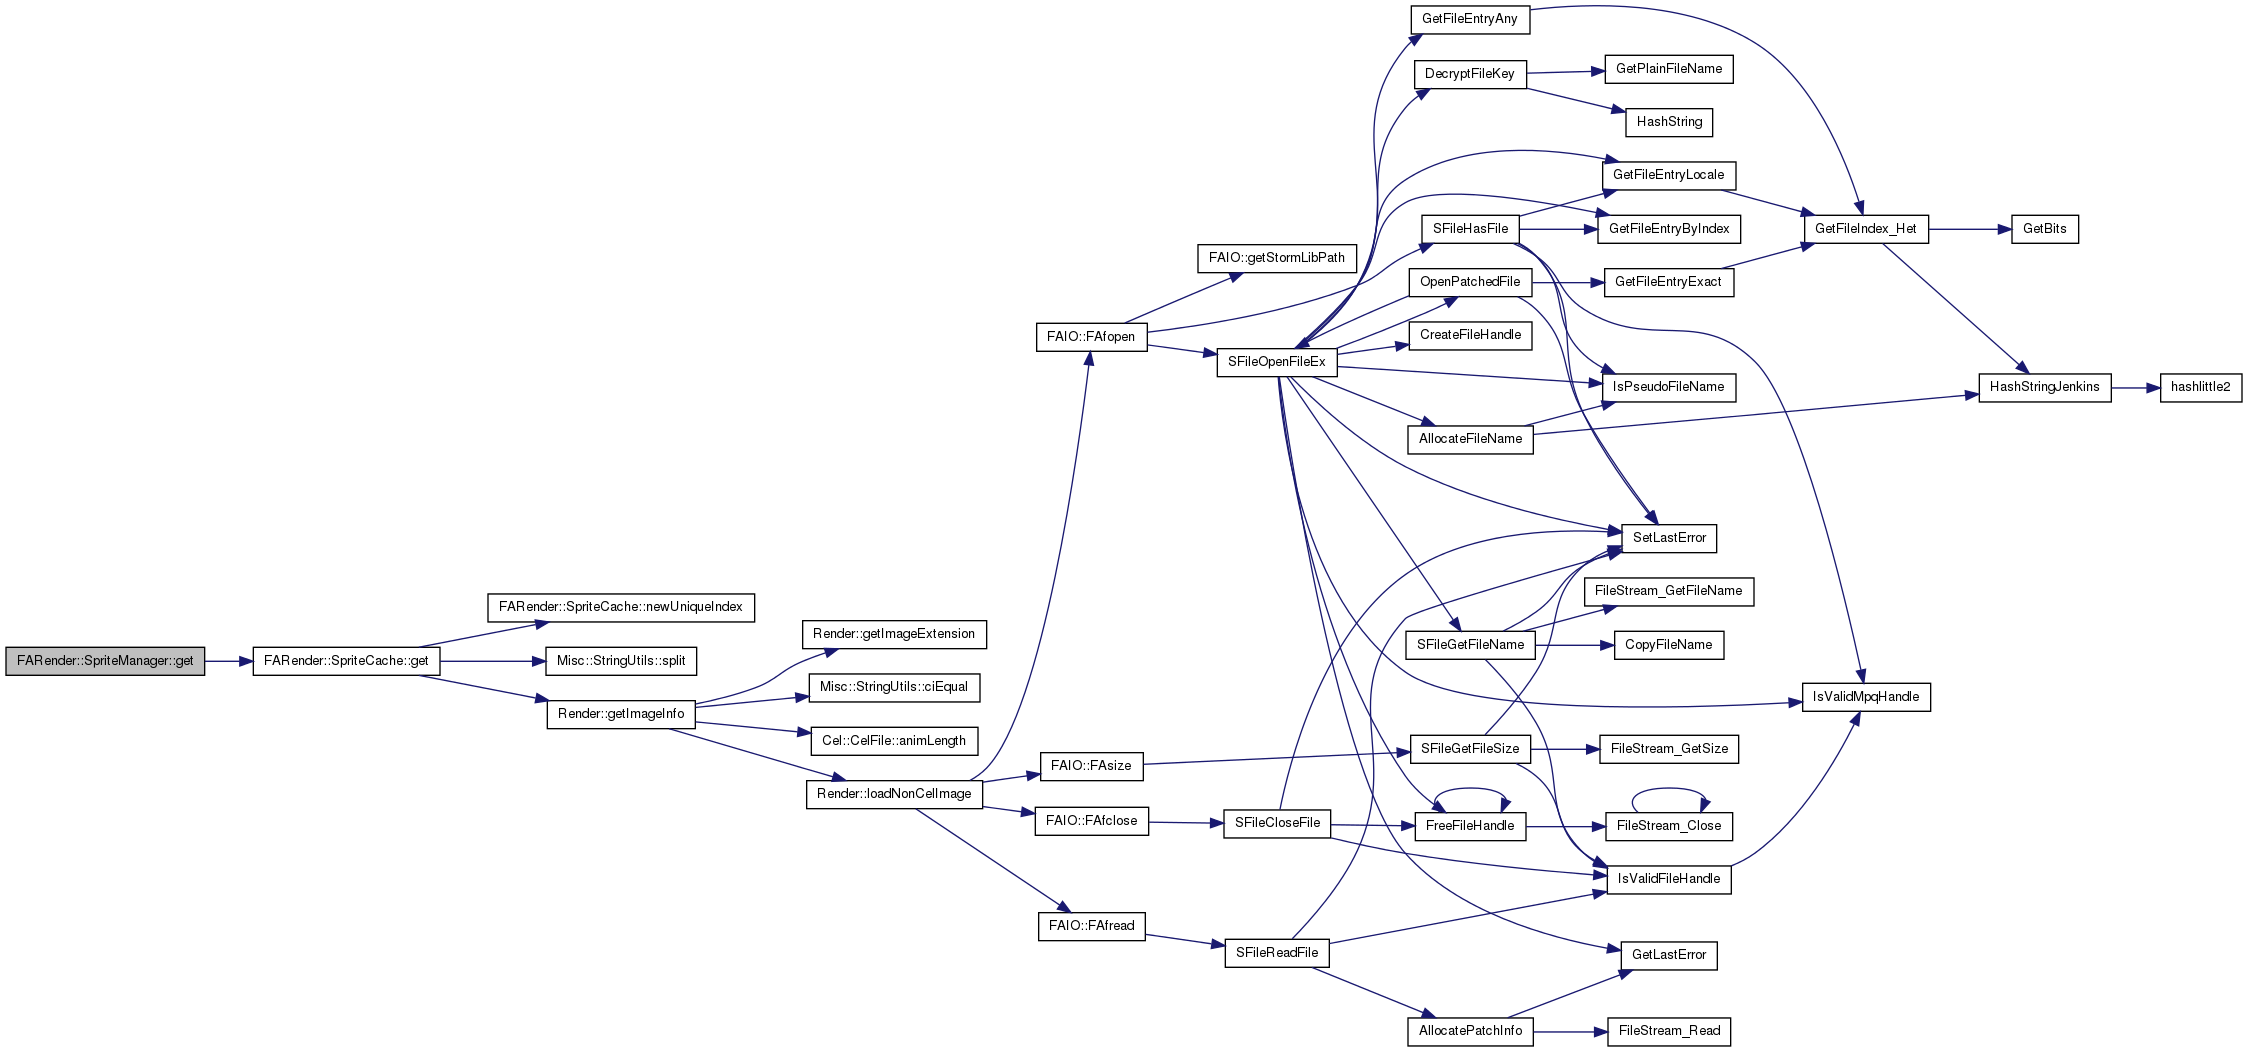 FARender::SpriteManager::get
FARender::SpriteCache::get
FARender::SpriteCache::newUniqueIndex
Misc::StringUtils::split
Render::getImageInfo
Render::getImageExtension
Misc::StringUtils::ciEqual
Cel::CelFile::animLength
Render::loadNonCelImage
FAIO::FAfopen
FAIO::FAsize
FAIO::FAfclose
FAIO::FAfread
FAIO::getStormLibPath
SFileOpenFileEx
SFileCloseFile
SFileReadFile
GetFileEntryAny
DecryptFileKey
SFileHasFile
OpenPatchedFile
CreateFileHandle
AllocateFileName
SFileGetFileName
SFileGetFileSize
FreeFileHandle
AllocatePatchInfo
GetPlainFileName
HashString
GetFileEntryLocale
GetFileEntryByIndex
GetFileEntryExact
IsPseudoFileName
SetLastError
FileStream_GetFileName
CopyFileName
FileStream_GetSize
FileStream_Close
IsValidFileHandle
GetLastError
FileStream_Read
GetFileIndex_Het
IsValidMpqHandle
GetBits
HashStringJenkins
hashlittle2